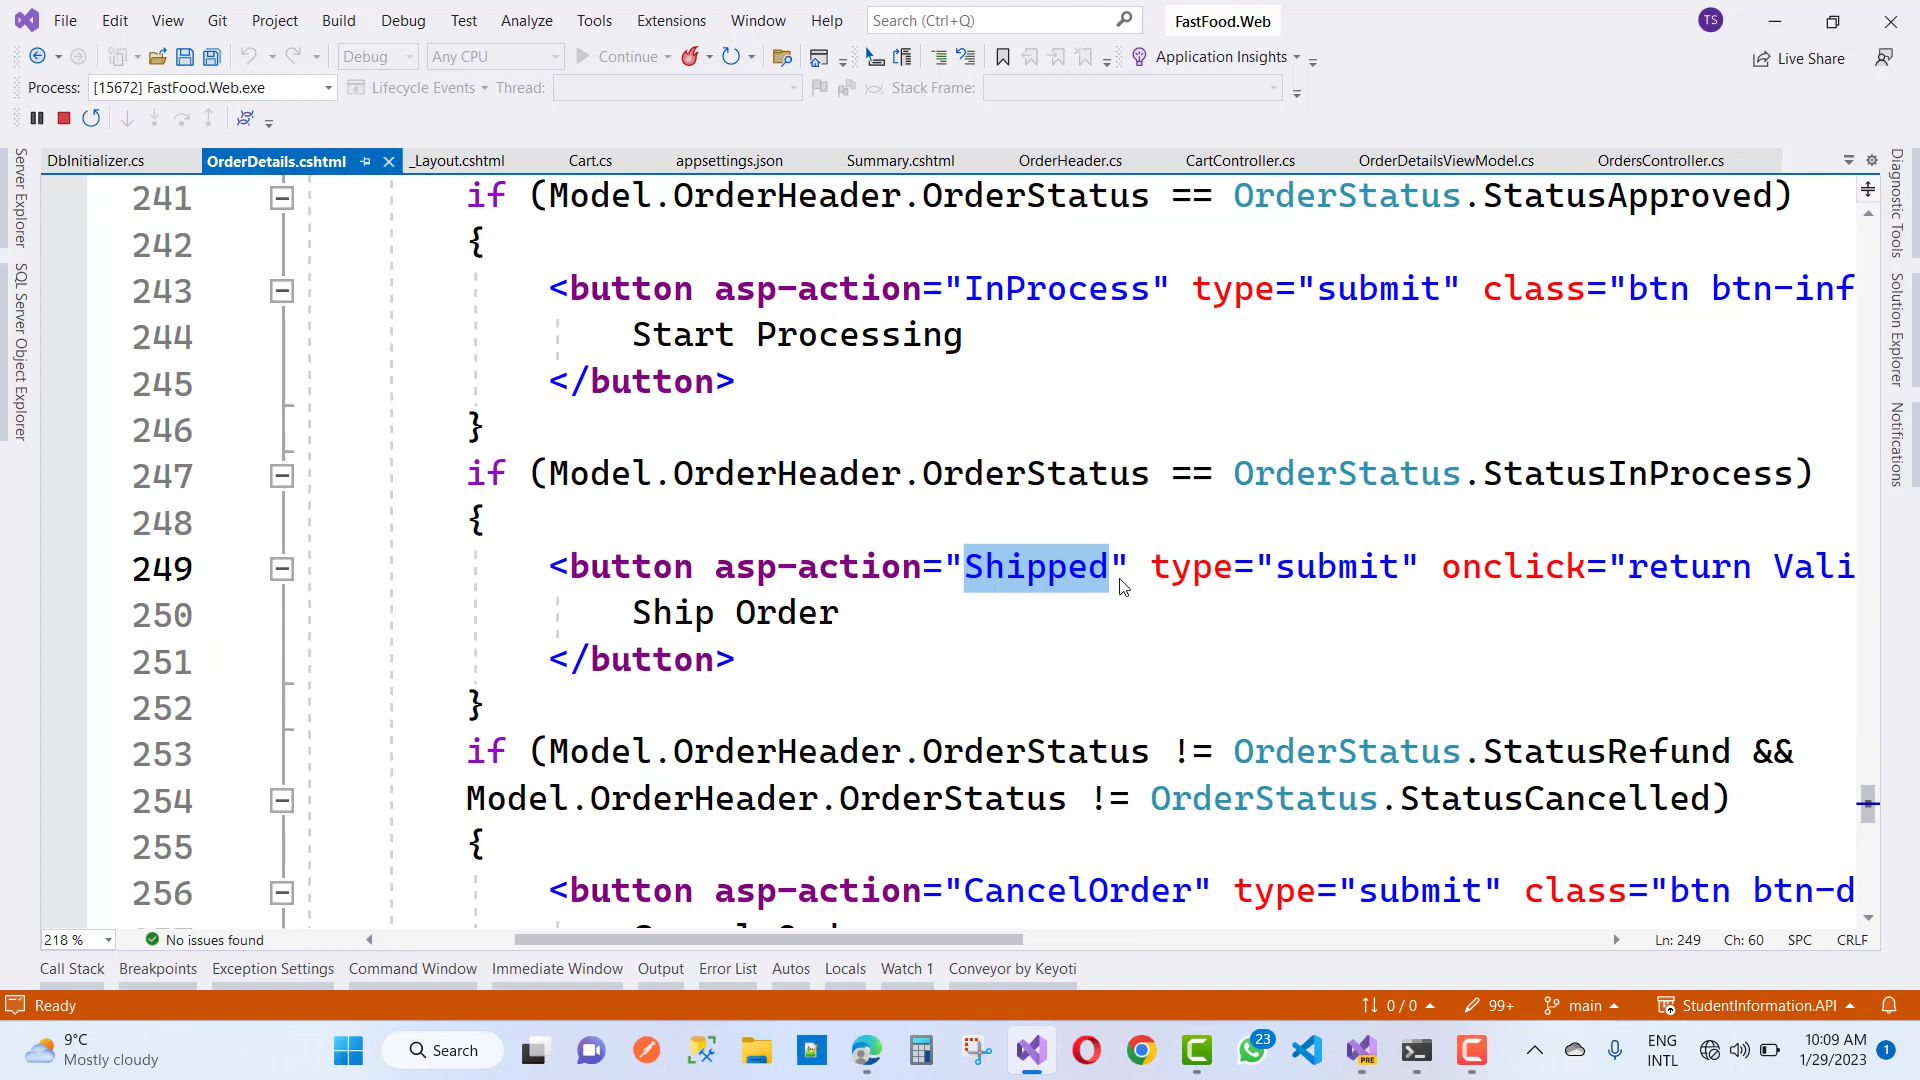 File Edit View Git Project Build Debug Test Analyze Tools Extensions Window Help Search (Ctrl+Q) FastFood.Web TS
Debug Any CPU Continue Application Insights Live Share
Process: [15672] FastFood.Web.exe Lifecycle Events Thread: Stack Frame:
DbInitializer.cs OrderDetails.cshtml _Layout.cshtml Cart.cs appsettings.json Summary.cshtml OrderHeader.cs CartController.cs OrderDetailsViewModel.cs OrdersController.cs
Server Explorer
SQL Server Object Explorer
241 if (Model.OrderHeader.OrderStatus == OrderStatus.StatusApproved)
242 {
243 <button asp-action="InProcess" type="submit" class="btn btn-inf
244 Start Processing
245 </button>
246 }
247 if (Model.OrderHeader.OrderStatus == OrderStatus.StatusInProcess)
248 {
249 <button asp-action="Shipped" type="submit" onclick="return Vali
250 Ship Order
251 </button>
252 }
253 if (Model.OrderHeader.OrderStatus != OrderStatus.StatusRefund &&
254 Model.OrderHeader.OrderStatus != OrderStatus.StatusCancelled)
255 {
256 <button asp-action="CancelOrder" type="submit" class="btn btn-d
Diagnostic Tools
Solution Explorer
Notifications
218 % No issues found Ln: 249 Ch: 60 SPC CRLF
Call Stack Breakpoints Exception Settings Command Window Immediate Window Output Error List Autos Locals Watch 1 Conveyor by Keyoti
Ready 0 / 0 99+ main StudentInformation.API
9°C
Mostly cloudy
Search
23
PRE
ENG
INTL
10:09 AM
1/29/2023
1